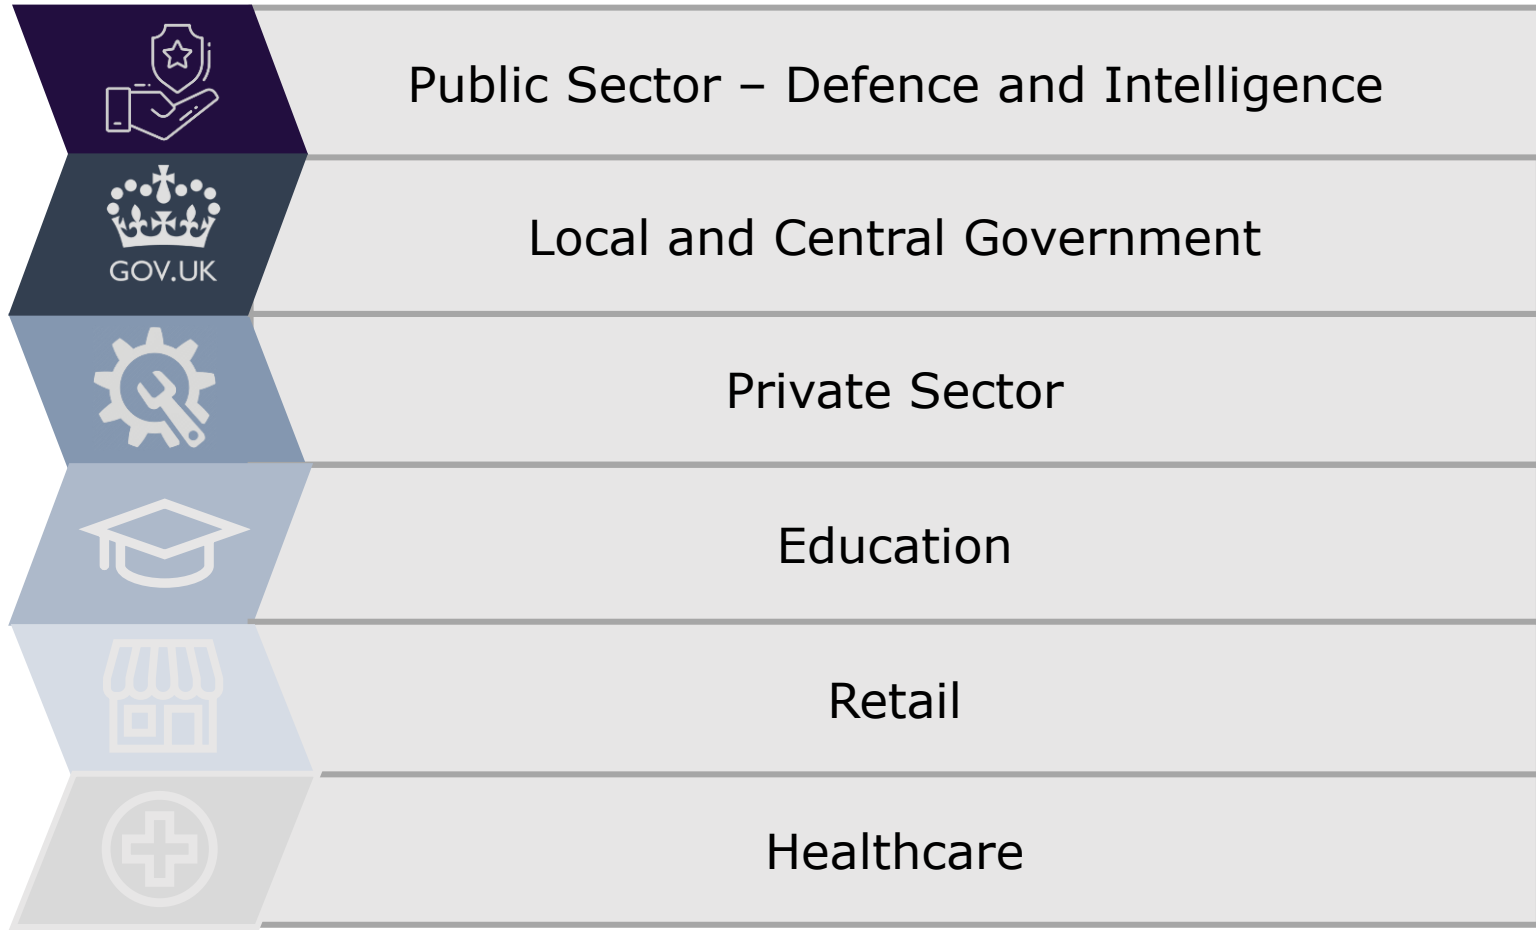 Public Sector – Defence and Intelligence
GOV.UK
Local and Central Government
Private Sector
Education
Retail
Healthcare